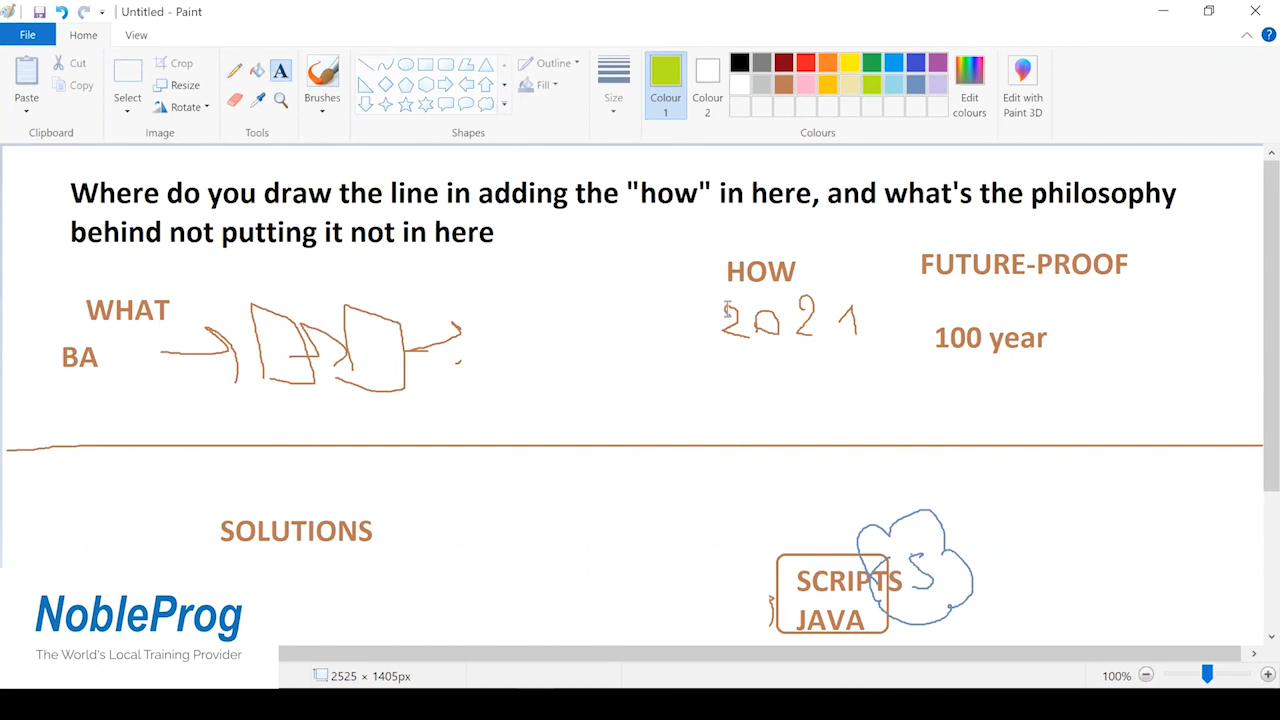 Untitled - Paint
File
Home
View
Paste
Cut
Copy
Clipboard
Select
Crop
Resize
Rotate
Image
A
Tools
Brushes
Shapes
Outline
Fill
Size
Colour 1
Colour 2
Colours
Edit colours
Edit with Paint 3D
Where do you draw the line in adding the "how" in here, and what's the philosophy
behind not putting it not in here
WHAT
BA
HOW
2021
FUTURE-PROOF
100 year
SOLUTIONS
SCRIPTS
JAVA
S
NobleProg
The World's Local Training Provider
2525 × 1405px
100%